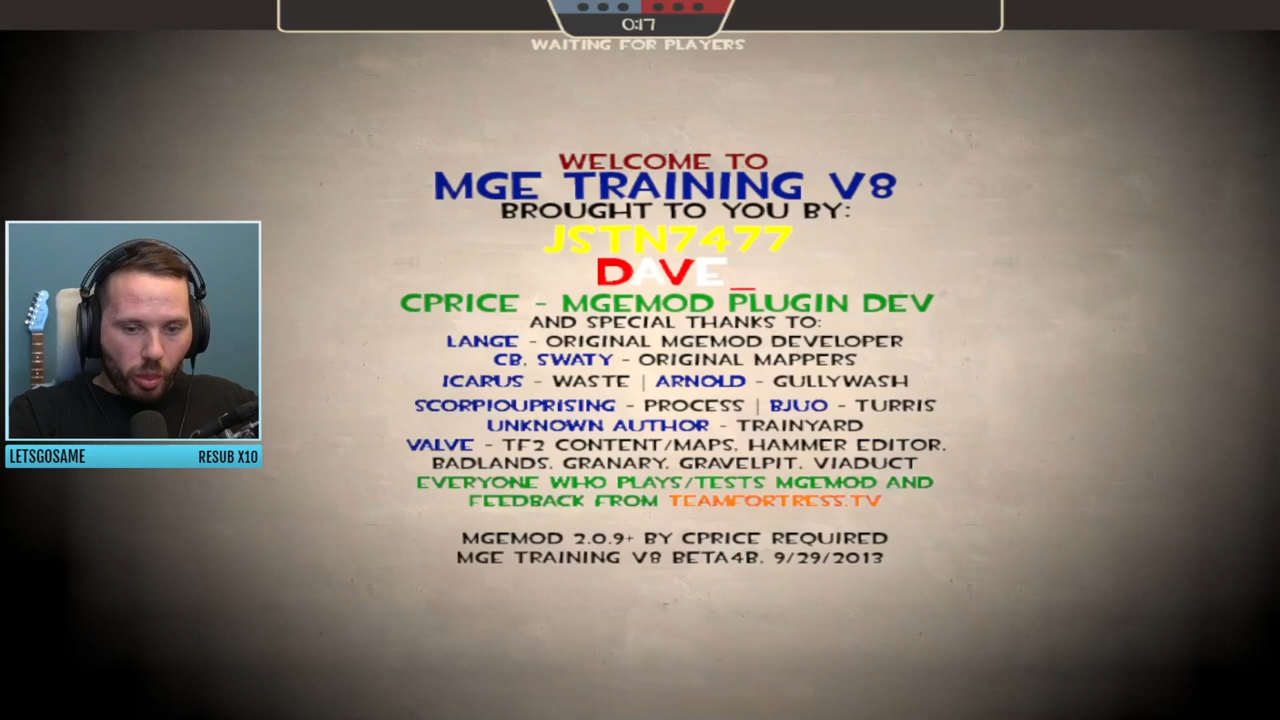 0:17
WAITING FOR PLAYERS
WELCOME TO
MGE TRAINING V8
BROUGHT TO YOU BY:
JSTN7477
DAVE_
CPRICE - MGEMOD PLUGIN DEV
AND SPECIAL THANKS TO:
LANGE - ORIGINAL MGEMOD DEVELOPER
CB, SWATY - ORIGINAL MAPPERS
ICARUS - WASTE | ARNOLD - GULLYWASH
SCORPIOUPRISING - PROCESS | BJUO - TURRIS
UNKNOWN AUTHOR - TRAINYARD
VALVE - TF2 CONTENT/MAPS, HAMMER EDITOR,
BADLANDS, GRANARY, GRAVELPIT, VIADUCT
EVERYONE WHO PLAYS/TESTS MGEMOD AND
FEEDBACK FROM TEAMFORTRESS.TV
MGEMOD 2.0.9+ BY CPRICE REQUIRED
MGE TRAINING V8 BETA4B, 9/29/2013
LETSGOSAME RESUB X10